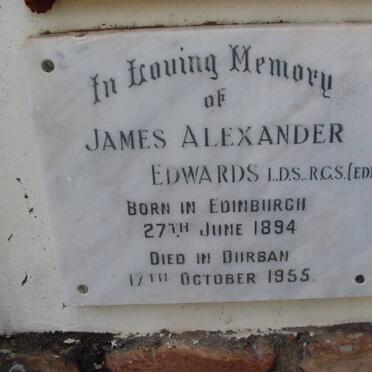 In Loving Memory
of
JAMES ALEXANDER
EDWARDS L.D.S., R.C.S. (EDI
BORN IN EDINBURGH
27TH JUNE 1894
DIED IN DURBAN
17TH OCTOBER 1955.